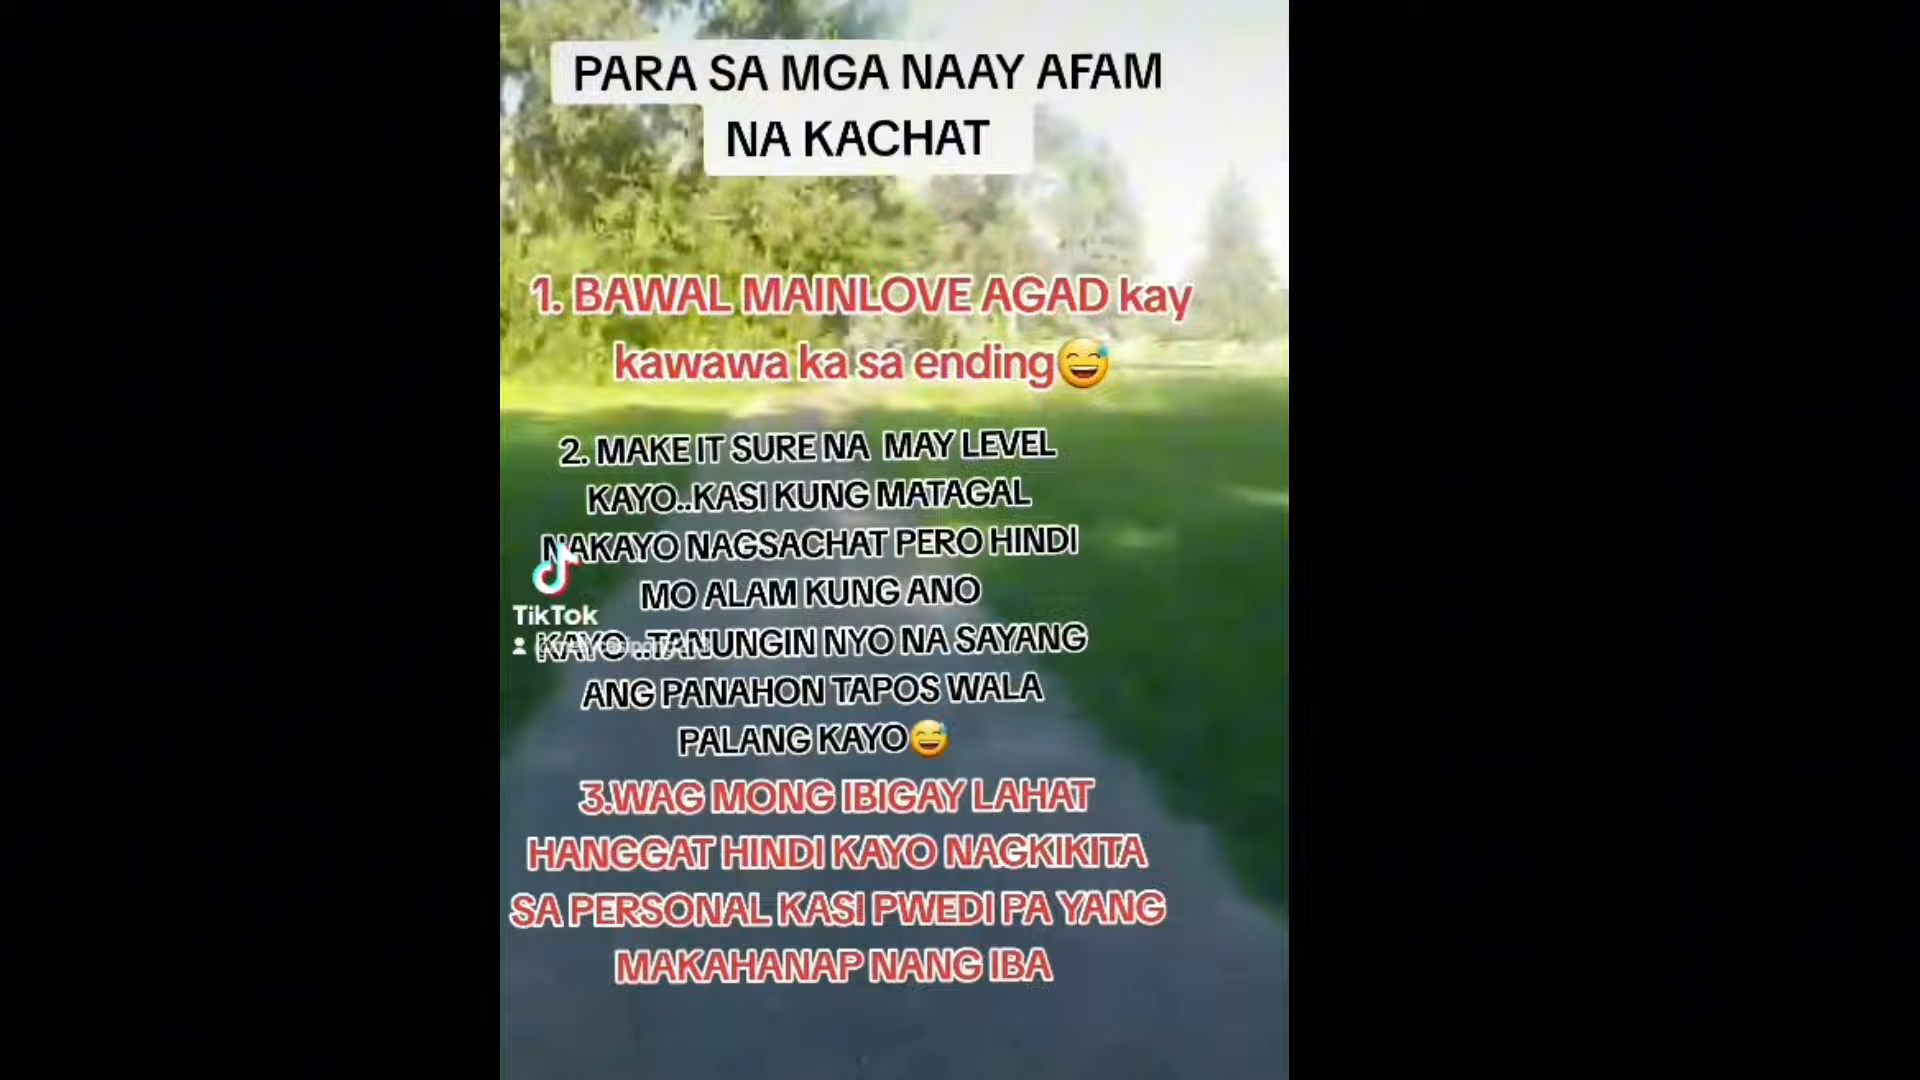 PARA SA MGA NAAY AFAM
NA KACHAT
1. BAWAL MAINLOVE AGAD kay
kawawa ka sa ending😅
2. MAKE IT SURE NA MAY LEVEL
KAYO..KASI KUNG MATAGAL
NAKAYO NAGSACHAT PERO HINDI
MO ALAM KUNG ANO
KAYO ..TANUNGIN NYO NA SAYANG
ANG PANAHON TAPOS WALA
PALANG KAYO😅
3.WAG MONG IBIGAY LAHAT
HANGGAT HINDI KAYO NAGKIKITA
SA PERSONAL KASI PWEDI PA YANG
MAKAHANAP NANG IBA
TikTok